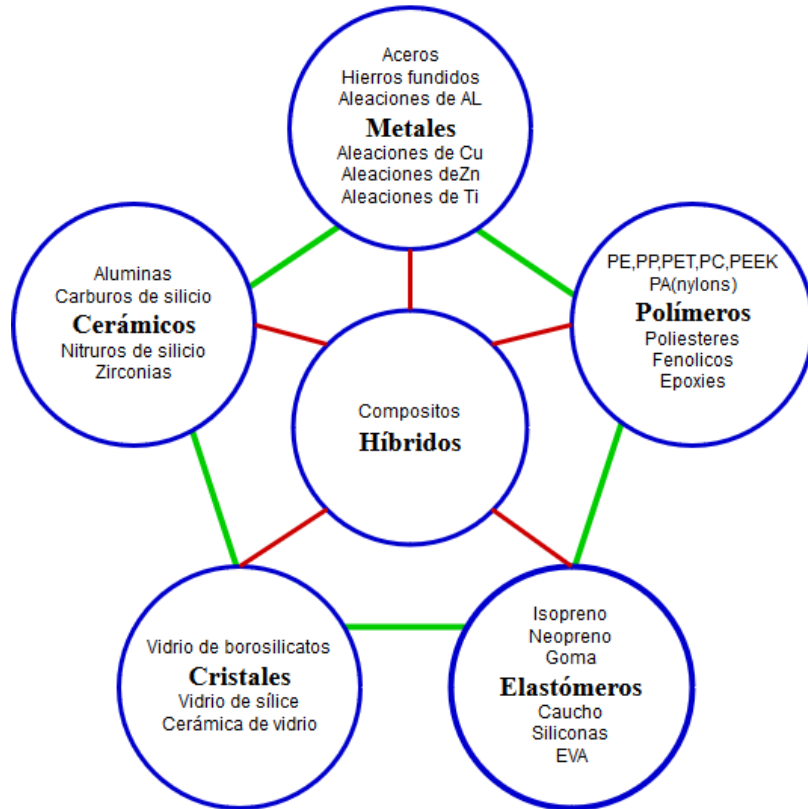 Aceros
Hierros fundidos
Aleaciones de AL
Metales
Aleaciones de Cu
Aleaciones deZn
Aleaciones de Ti
Aluminas
Carburos de silicio
Cerámicos
Nitruros de silicio
Zirconias
PE,PP,PET,PC,PEEK
PA(nylons)
Polímeros
Poliesteres
Fenolicos
Epoxies
Compositos
Híbridos
Vidrio de borosilicatos
Cristales
Vidrio de sílice
Cerámica de vidrio
Isopreno
Neopreno
Goma
Elastómeros
Caucho
Siliconas
EVA